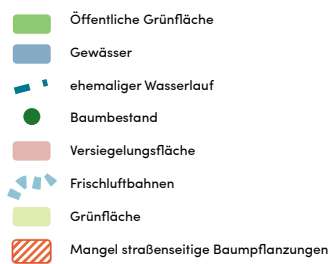 Öffentliche Grünfläche
Gewässer
ehemaliger Wasserlauf
Baumbestand
Versiegelungsfläche
Frischluftbahnen
Grünfläche
Mangel straßenseitige Baumpflanzungen